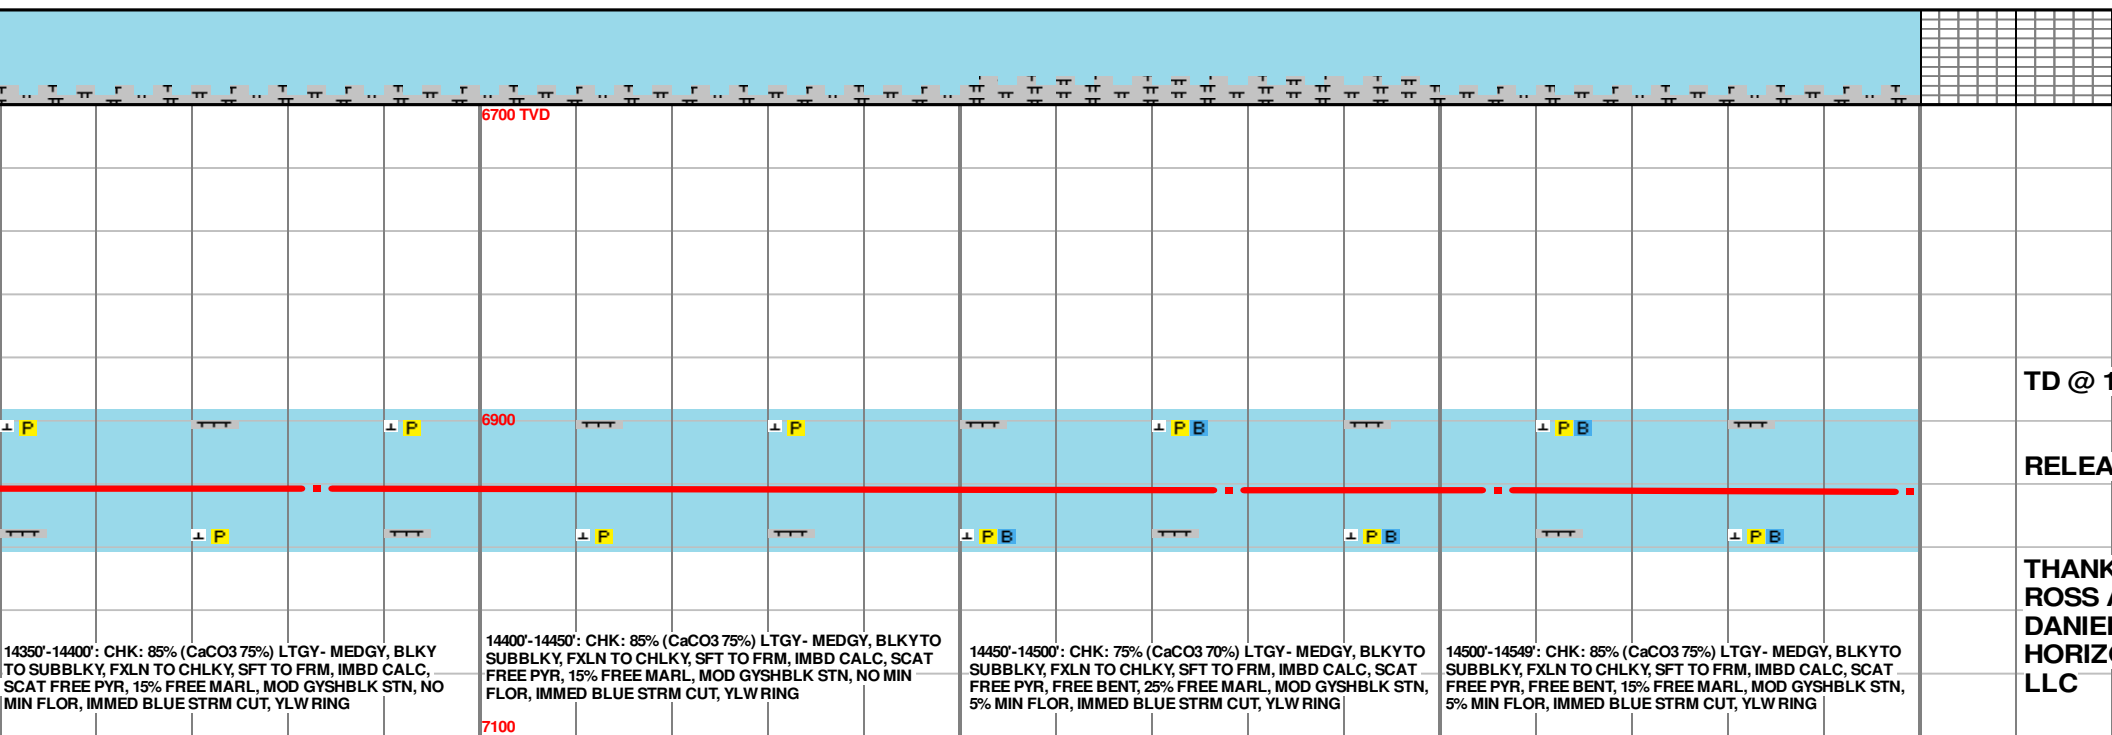 6700 TVD
6900
P
P
P
P B
P B
P
P
P B
P B
P B
14350'-14400': CHK: 85% (CaCO3 75%) LTGY- MEDGY, BLKY
TO SUBBLKY, FXLN TO CHLKY, SFT TO FRM, IMBD CALC,
SCAT FREE PYR, 15% FREE MARL, MOD GYSHBLK STN, NO
MIN FLOR, IMMED BLUE STRM CUT, YLW RING
14400'-14450': CHK: 85% (CaCO3 75%) LTGY- MEDGY, BLKY TO
SUBBLKY, FXLN TO CHLKY, SFT TO FRM, IMBD CALC, SCAT
FREE PYR, 15% FREE MARL, MOD GYSHBLK STN, NO MIN
FLOR, IMMED BLUE STRM CUT, YLW RING
14450'-14500': CHK: 75% (CaCO3 70%) LTGY- MEDGY, BLKY TO
SUBBLKY, FXLN TO CHLKY, SFT TO FRM, IMBD CALC, SCAT
FREE PYR, FREE BENT, 25% FREE MARL, MOD GYSHBLK STN,
5% MIN FLOR, IMMED BLUE STRM CUT, YLW RING
14500'-14549': CHK: 85% (CaCO3 75%) LTGY- MEDGY, BLKY TO
SUBBLKY, FXLN TO CHLKY, SFT TO FRM, IMBD CALC, SCAT
FREE PYR, FREE BENT, 15% FREE MARL, MOD GYSHBLK STN,
5% MIN FLOR, IMMED BLUE STRM CUT, YLW RING
7100
TD @ 1
RELEA
THANK
ROSS
DANIE
HORIZ
LLC